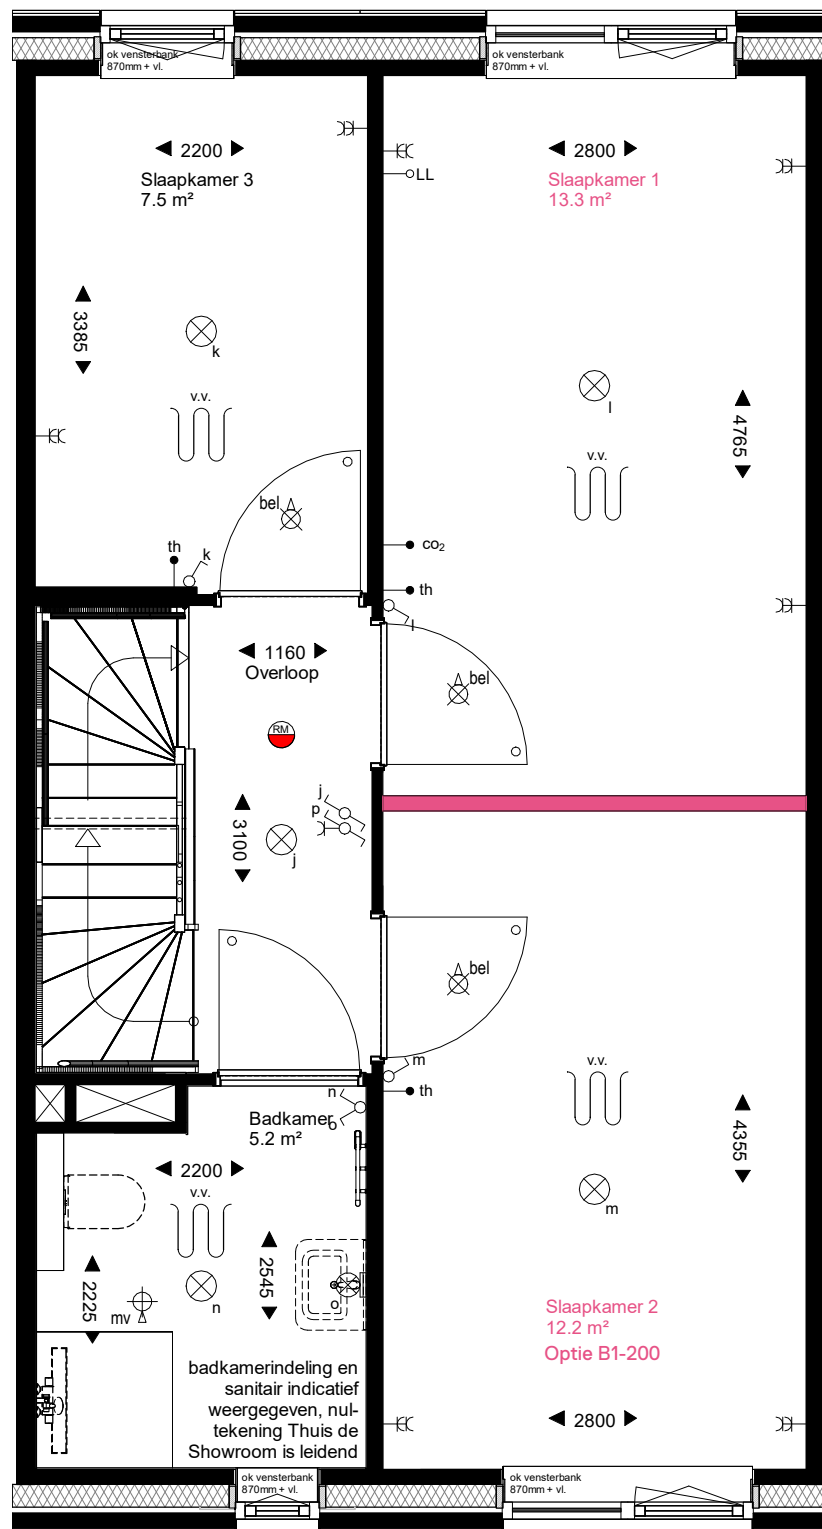 ok vensterbank
870mm + vl.
ok vensterbank
870mm + vl.
2200
Slaapkamer 3
7.5 m²
2800
Slaapkamer 1
13.3 m²
LL
3385
k
v.v.
l
4765
v.v.
bel
th
k
co₂
th
l
1160
Overloop
bel
RM
j
p
3100
j
bel
m
th
v.v.
n
o
Badkamer
5.2 m²
4355
2200
v.v.
m
2545
2225
mv
n
o
Slaapkamer 2
12.2 m²
Optie B1-200
badkamerindeling en
sanitair indicatief
weergegeven, nul-
tekening Thuis de
Showroom is leidend
2800
ok vensterbank
870mm + vl.
ok vensterbank
870mm + vl.